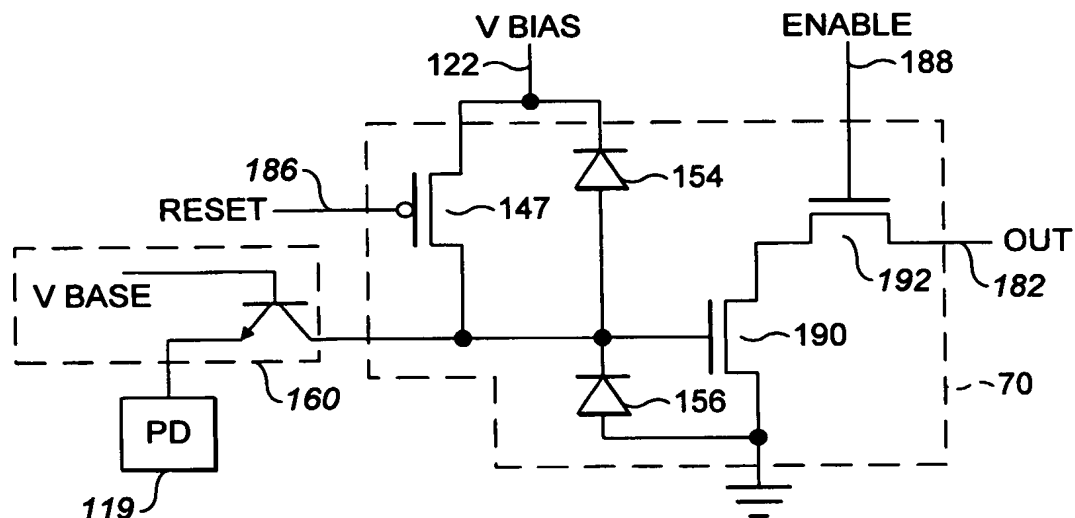 V BIAS
ENABLE
122
188
186
154
RESET
147
OUT
192
182
V BASE
190
160
156
70
PD
119